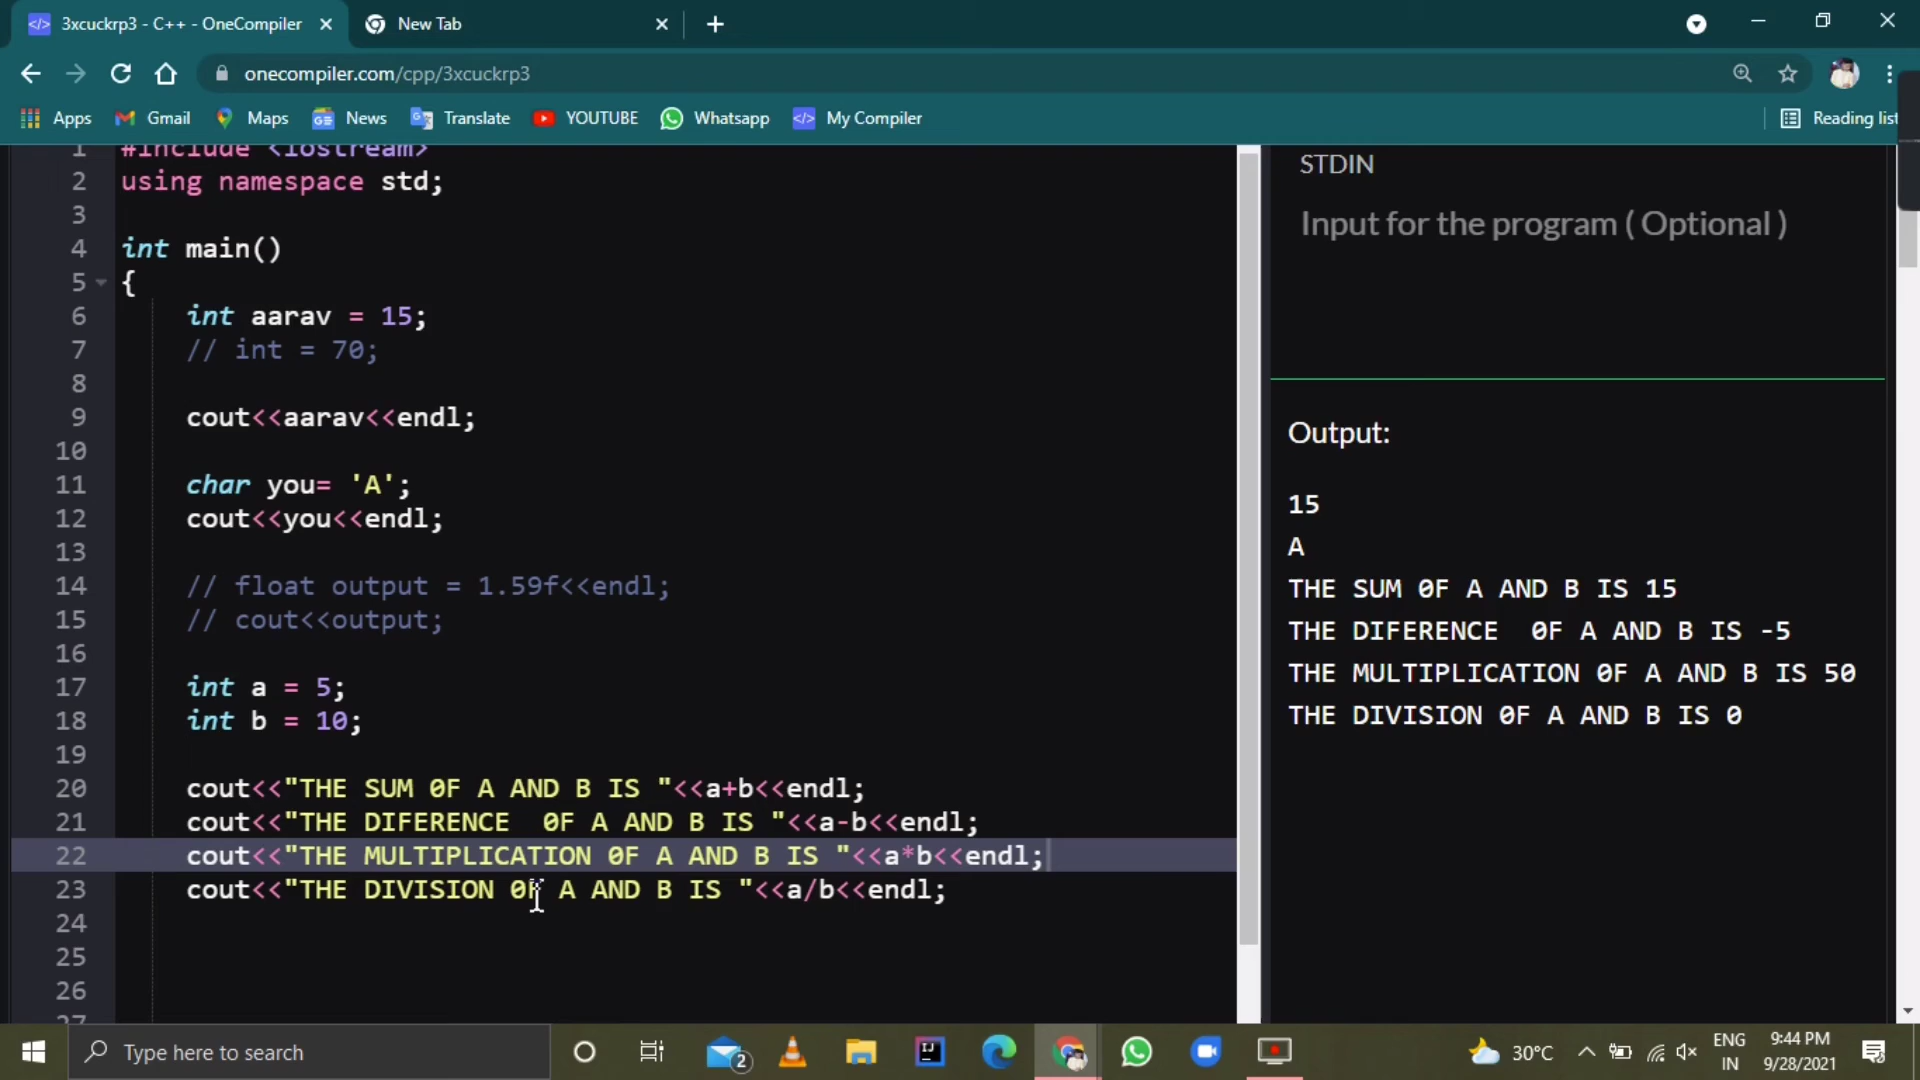 3xcuckrp3 - C++ - OneCompiler
New Tab
onecompiler.com/cpp/3xcuckrp3
Apps Gmail Maps News Translate YOUTUBE Whatsapp My Compiler Reading list
1 #include <iostream>
2 using namespace std;
3
4 int main()
5 {
6 int aarav = 15;
7 // int = 70;
8
9 cout<<aarav<<endl;
10
11 char you= 'A';
12 cout<<you<<endl;
13
14 // float output = 1.59f<<endl;
15 // cout<<output;
16
17 int a = 5;
18 int b = 10;
19
20 cout<<"THE SUM 0F A AND B IS "<<a+b<<endl;
21 cout<<"THE DIFERENCE  0F A AND B IS "<<a-b<<endl;
22 cout<<"THE MULTIPLICATION 0F A AND B IS "<<a*b<<endl;
23 cout<<"THE DIVISION 0F A AND B IS "<<a/b<<endl;
24
25
26
27
STDIN
Input for the program ( Optional )
Output:
15
A
THE SUM 0F A AND B IS 15
THE DIFERENCE  0F A AND B IS -5
THE MULTIPLICATION 0F A AND B IS 50
THE DIVISION 0F A AND B IS 0
Type here to search
2
30°C
ENG
IN
9:44 PM
9/28/2021